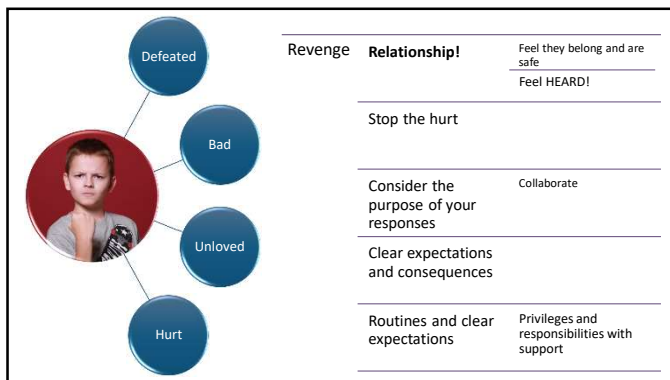 Defeated
Bad
Unloved
Hurt
Revenge
Relationship!
Feel they belong and are
safe
Feel HEARD!
Stop the hurt
Consider the
purpose of your
responses
Collaborate
Clear expectations
and consequences
Routines and clear
expectations
Privileges and
responsibilities with
support